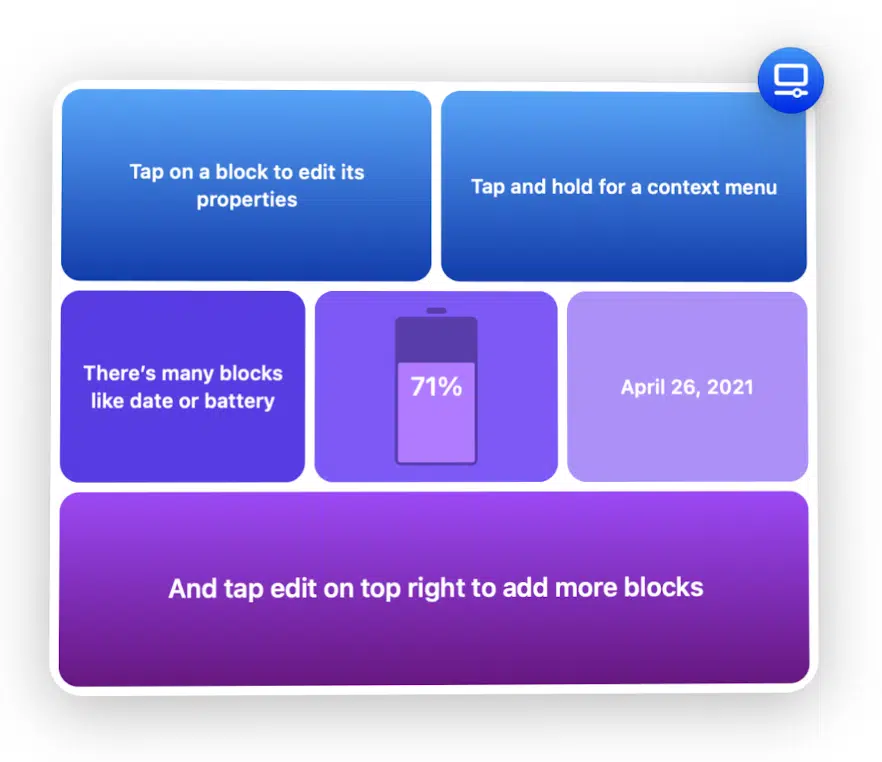 Tap on a block to edit its
properties
Tap and hold for a context menu
There’s many blocks
like date or battery
71%
April 26, 2021
And tap edit on top right to add more blocks